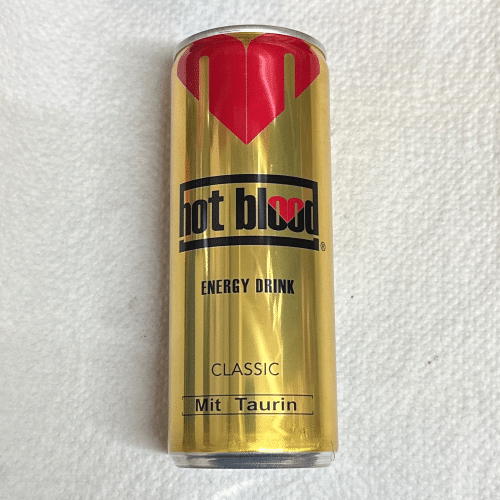 hot blood®
ENERGY DRINK
CLASSIC
Mit Taurin